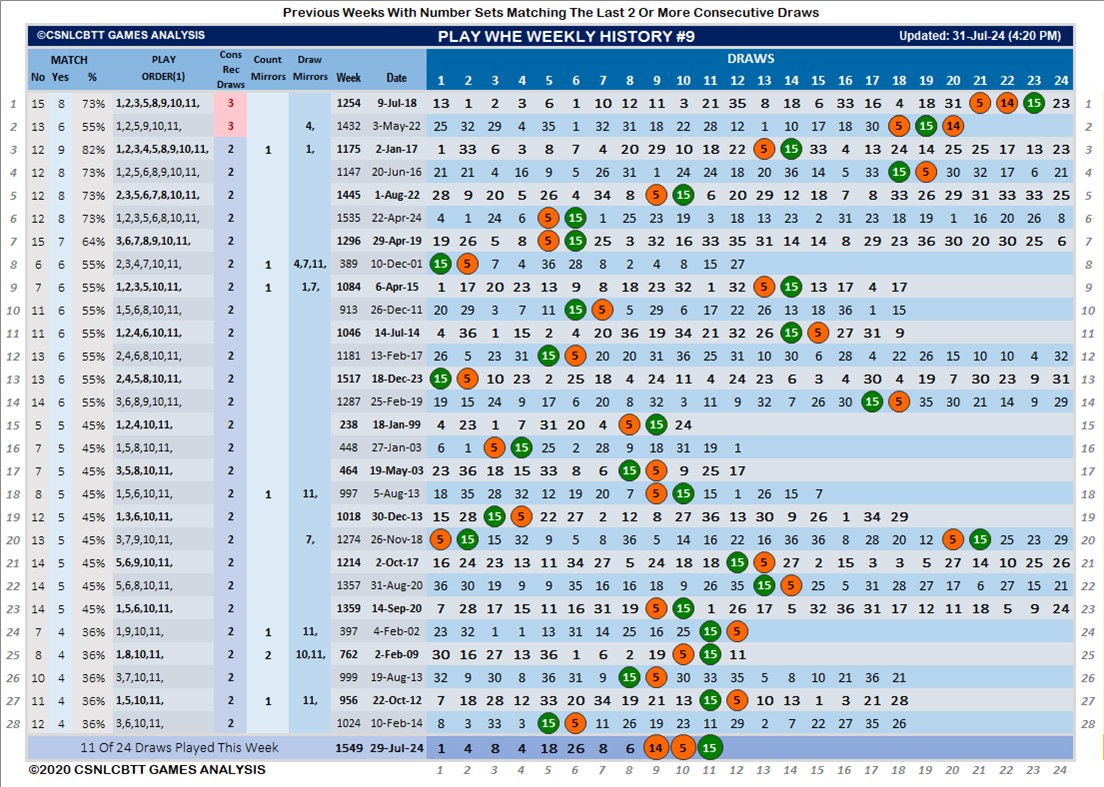 Previous Weeks With Number Sets Matching The Last 2 Or More Consecutive Draws
©CSNLCBTT GAMES ANALYSIS PLAY WHE WEEKLY HISTORY #9 Updated: 31-Jul-24 (4:20 PM)
MATCH PLAY Cons Count Draw DRAWS
No Yes % ORDER(1) Rec Draws Mirrors Mirrors Week Date 1 2 3 4 5 6 7 8 9 10 11 12 13 14 15 16 17 18 19 20 21 22 23 24
1 15 8 73% 1,2,3,5,8,9,10,11, 3 1254 9-Jul-18 13 1 2 3 6 1 10 12 11 3 21 35 8 18 6 33 16 4 18 31 5 14 15 23 1
2 13 6 55% 1,2,5,9,10,11, 3 4, 1432 3-May-22 25 32 29 4 35 1 32 31 18 22 28 12 1 10 17 18 30 5 15 14 2
3 12 9 82% 1,2,3,4,5,8,9,10,11, 2 1 1, 1175 2-Jan-17 1 33 6 3 8 7 4 20 29 10 18 22 5 15 33 4 13 24 14 25 25 17 13 23 3
4 12 8 73% 1,2,5,6,8,9,10,11, 2 1147 20-Jun-16 21 21 4 16 9 5 26 31 1 24 24 18 20 36 14 5 33 15 5 30 32 17 6 21 4
5 12 8 73% 2,3,5,6,7,8,10,11, 2 1445 1-Aug-22 28 9 20 5 26 4 34 8 5 15 6 20 29 12 18 7 8 33 26 29 31 33 33 25 5
6 12 8 73% 1,2,3,5,6,8,10,11, 2 1535 22-Apr-24 4 1 24 6 5 15 1 25 23 19 3 18 13 23 2 31 23 18 19 1 16 20 26 8 6
7 15 7 64% 3,6,7,8,9,10,11, 2 1296 29-Apr-19 19 26 5 8 5 15 25 3 32 16 33 35 31 14 14 8 29 23 36 30 20 30 25 6 7
8 6 6 55% 2,3,4,7,10,11, 2 1 4,7,11, 389 10-Dec-01 15 5 7 4 36 28 8 2 4 8 15 27 8
9 7 6 55% 1,2,3,5,10,11, 2 1 1,7, 1084 6-Apr-15 1 17 20 23 13 9 8 18 23 32 1 32 5 15 13 17 4 17 9
10 11 6 55% 1,5,6,8,10,11, 2 913 26-Dec-11 20 29 3 7 11 15 5 29 6 17 22 26 13 18 36 1 15 10
11 11 6 55% 1,2,4,6,10,11, 2 1046 14-Jul-14 4 36 1 15 2 4 20 36 19 34 21 32 26 15 5 27 31 9 11
12 13 6 55% 2,4,6,8,10,11, 2 1181 13-Feb-17 26 5 23 31 15 5 20 20 31 36 25 31 10 30 6 28 4 22 26 15 10 10 4 32 12
13 13 6 55% 2,4,5,8,10,11, 2 1517 18-Dec-23 15 5 10 23 2 25 18 4 24 11 4 24 23 6 3 4 30 4 19 7 30 23 9 31 13
14 14 6 55% 3,6,8,9,10,11, 2 1287 25-Feb-19 19 15 24 9 17 6 20 8 32 3 11 9 32 7 26 30 15 5 35 30 21 14 9 29 14
15 5 5 45% 1,2,4,10,11, 2 238 18-Jan-99 4 23 1 7 31 20 4 5 15 24 15
16 7 5 45% 1,5,8,10,11, 2 448 27-Jan-03 6 1 5 15 25 2 28 9 18 31 19 1 16
17 7 5 45% 3,5,8,10,11, 2 464 19-May-03 23 36 18 15 33 8 6 15 5 9 25 17 17
18 8 5 45% 1,5,6,10,11, 2 1 11, 997 5-Aug-13 18 35 28 32 12 19 20 7 5 15 15 1 26 15 7 18
19 12 5 45% 1,3,6,10,11, 2 1018 30-Dec-13 15 28 15 5 22 27 2 12 8 27 36 13 30 9 26 1 34 29 19
20 13 5 45% 3,7,9,10,11, 2 7, 1274 26-Nov-18 5 15 15 32 9 5 8 36 5 14 16 22 16 36 36 8 28 20 12 5 15 25 23 29 20
21 14 5 45% 5,6,9,10,11, 2 1214 2-Oct-17 16 24 23 13 11 34 27 5 24 18 18 15 5 27 2 15 3 3 5 27 14 10 25 26 21
22 14 5 45% 5,6,8,10,11, 2 1357 31-Aug-20 36 30 19 9 9 35 16 16 18 9 26 35 15 5 25 5 31 28 27 17 6 27 15 21 22
23 14 5 45% 1,5,6,10,11, 2 1359 14-Sep-20 7 28 17 15 11 16 31 19 5 15 1 26 17 5 32 36 31 17 12 11 18 5 9 24 23
24 7 4 36% 1,9,10,11, 2 1 11, 397 4-Feb-02 23 32 1 1 13 31 14 25 16 25 15 5 24
25 8 4 36% 1,8,10,11, 2 2 10,11, 762 2-Feb-09 30 16 27 13 36 1 6 2 19 5 15 11 25
26 10 4 36% 3,7,10,11, 2 999 19-Aug-13 32 9 30 8 36 31 9 15 5 30 33 35 5 8 10 21 36 21 26
27 11 4 36% 1,5,10,11, 2 1 11, 956 22-Oct-12 7 18 28 12 33 20 34 19 21 13 15 5 10 13 1 3 21 28 27
28 12 4 36% 3,6,10,11, 2 1024 10-Feb-14 8 3 33 3 15 5 11 26 19 23 11 29 2 7 22 27 35 26 28
11 Of 24 Draws Played This Week 1549 29-Jul-24 1 4 8 4 18 26 8 6 14 5 15
©2020 CSNLCBTT GAMES ANALYSIS 1 2 3 4 5 6 7 8 9 10 11 12 13 14 15 16 17 18 19 20 21 22 23 24